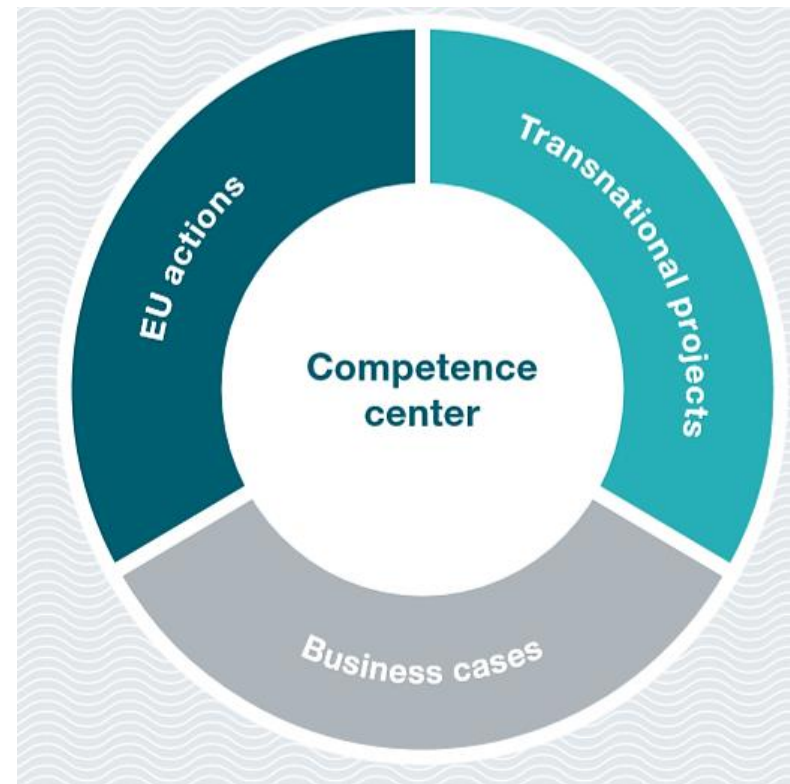 EU actions
Transnational projects
Competence
center
Business cases